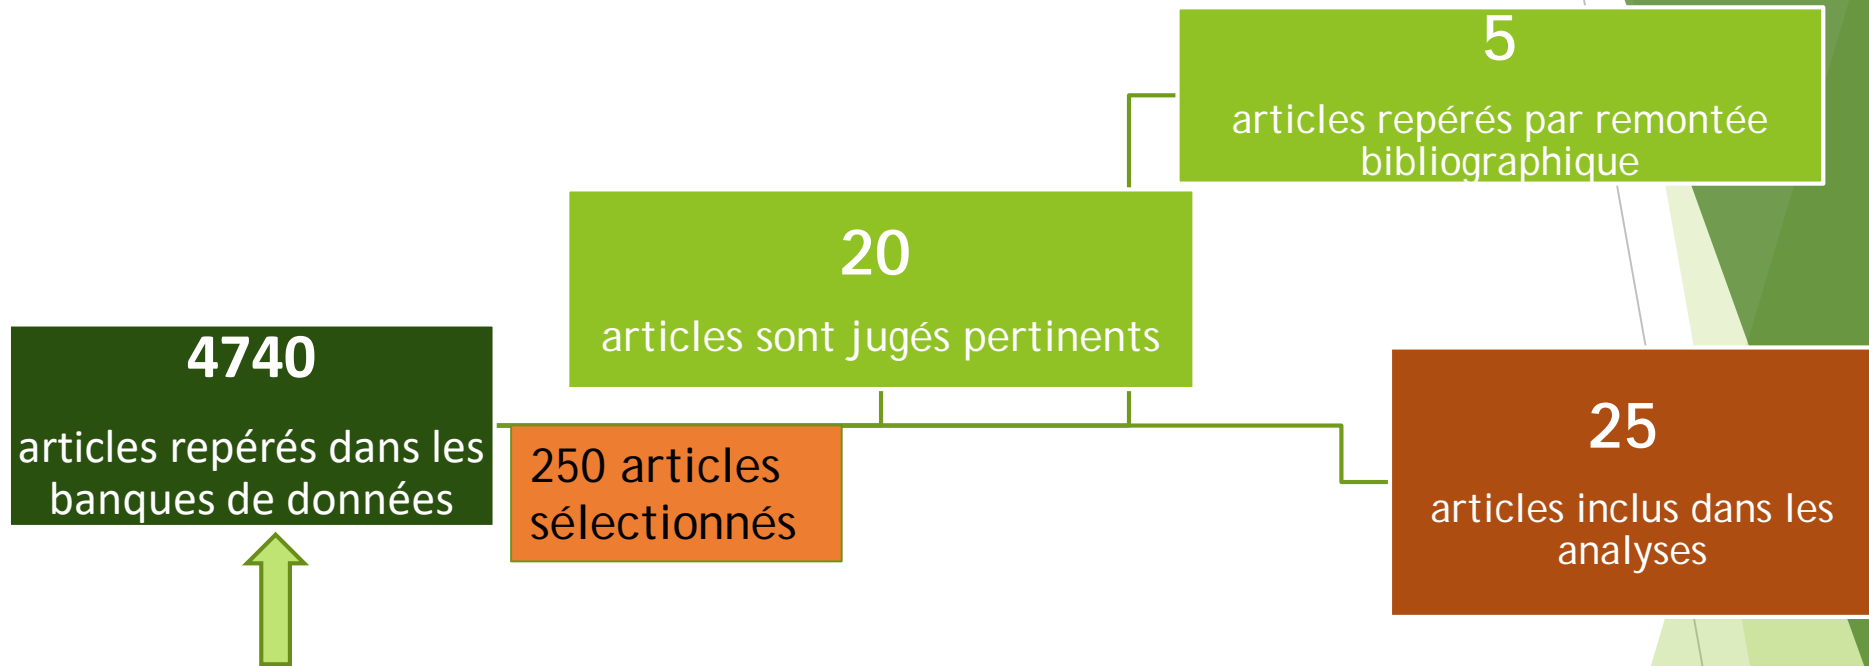 4740
articles repérés dans les
banques de données
250 articles
sélectionnés
20
articles sont jugés pertinents
5
articles repérés par remontée
bibliographique
25
articles inclus dans les
analyses